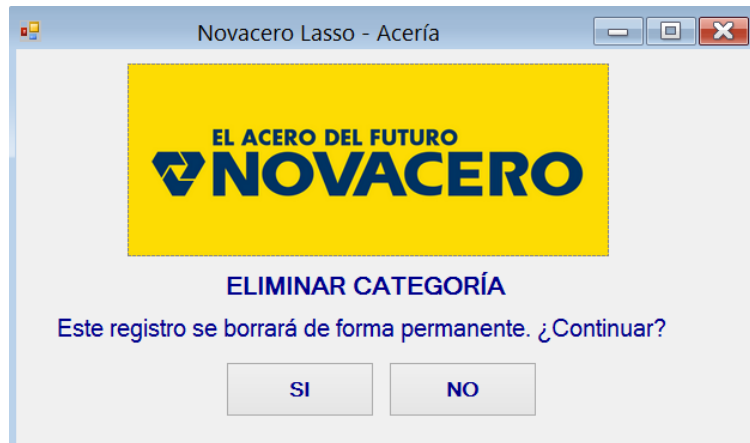 Novacero Lasso - Acería
EL ACERO DEL FUTURO
NOVACERO
ELIMINAR CATEGORÍA
Este registro se borrará de forma permanente. ¿Continuar?
SI NO